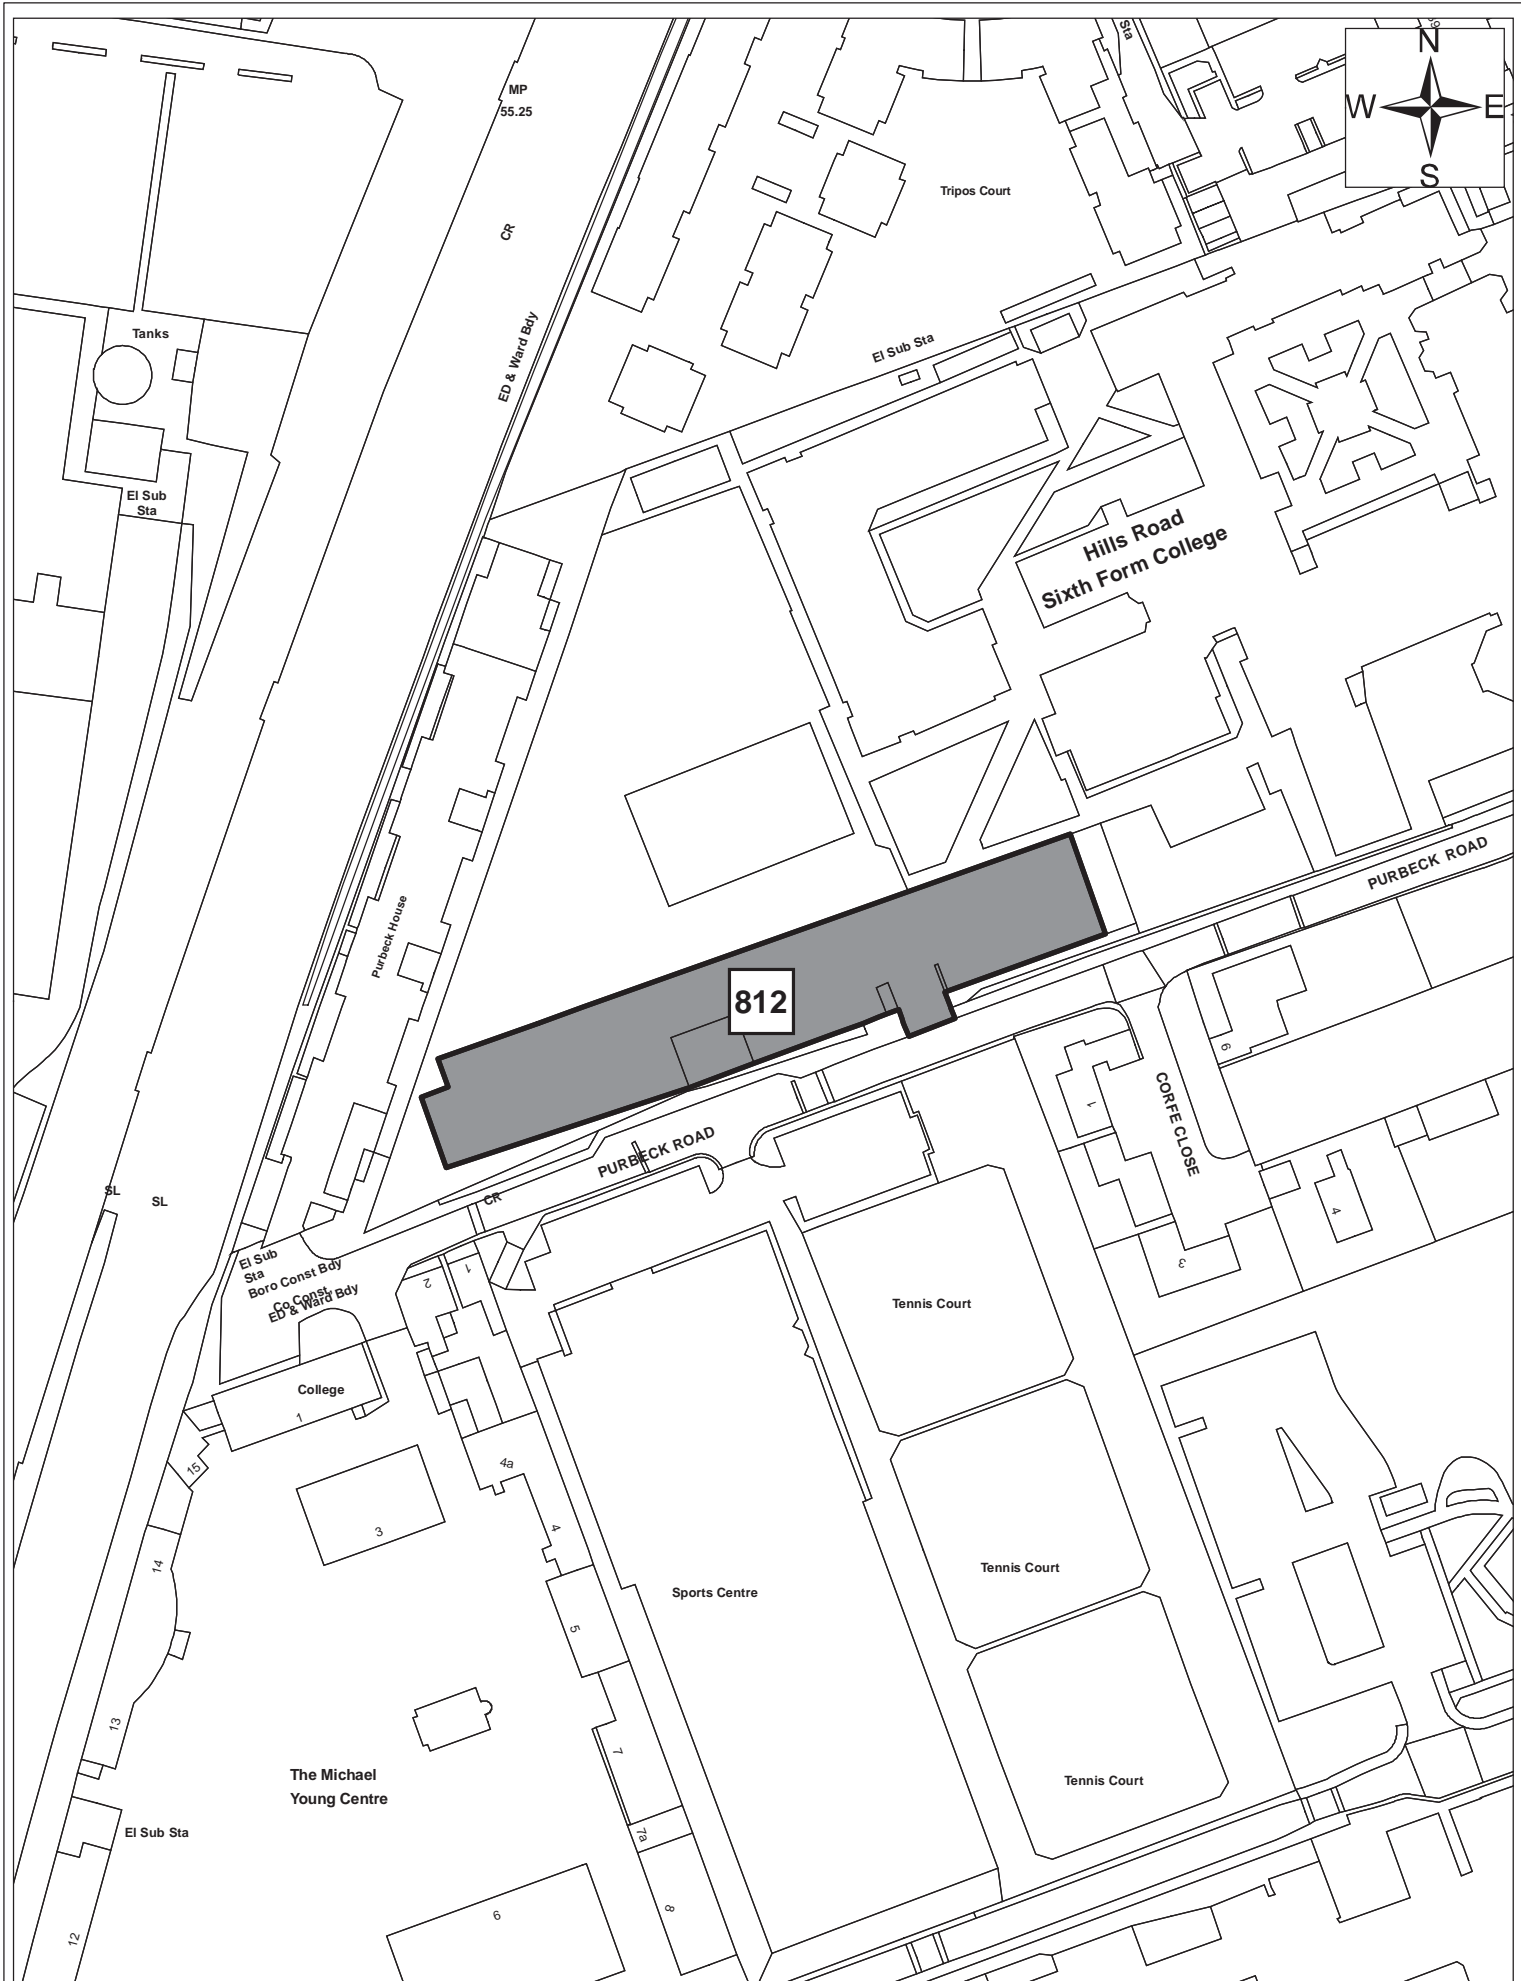 Sta
N
W
E
S
MP
55.25
CR
Tripos Court
ED & Ward Bdy
Tanks
El Sub Sta
El Sub
Sta
Hills Road
Sixth Form College
PURBECK ROAD
Purbeck House
812
6
1
CORFE CLOSE
PURBECK ROAD
CR
SL
SL
4
3
El Sub
Sta
Boro Const Bdy
Co Const,
ED & Ward Bdy
2
1
Tennis Court
College
1
15
4a
3
4
14
Tennis Court
Sports Centre
5
13
7
The Michael
Young Centre
Tennis Court
El Sub Sta
7a
8
6
12